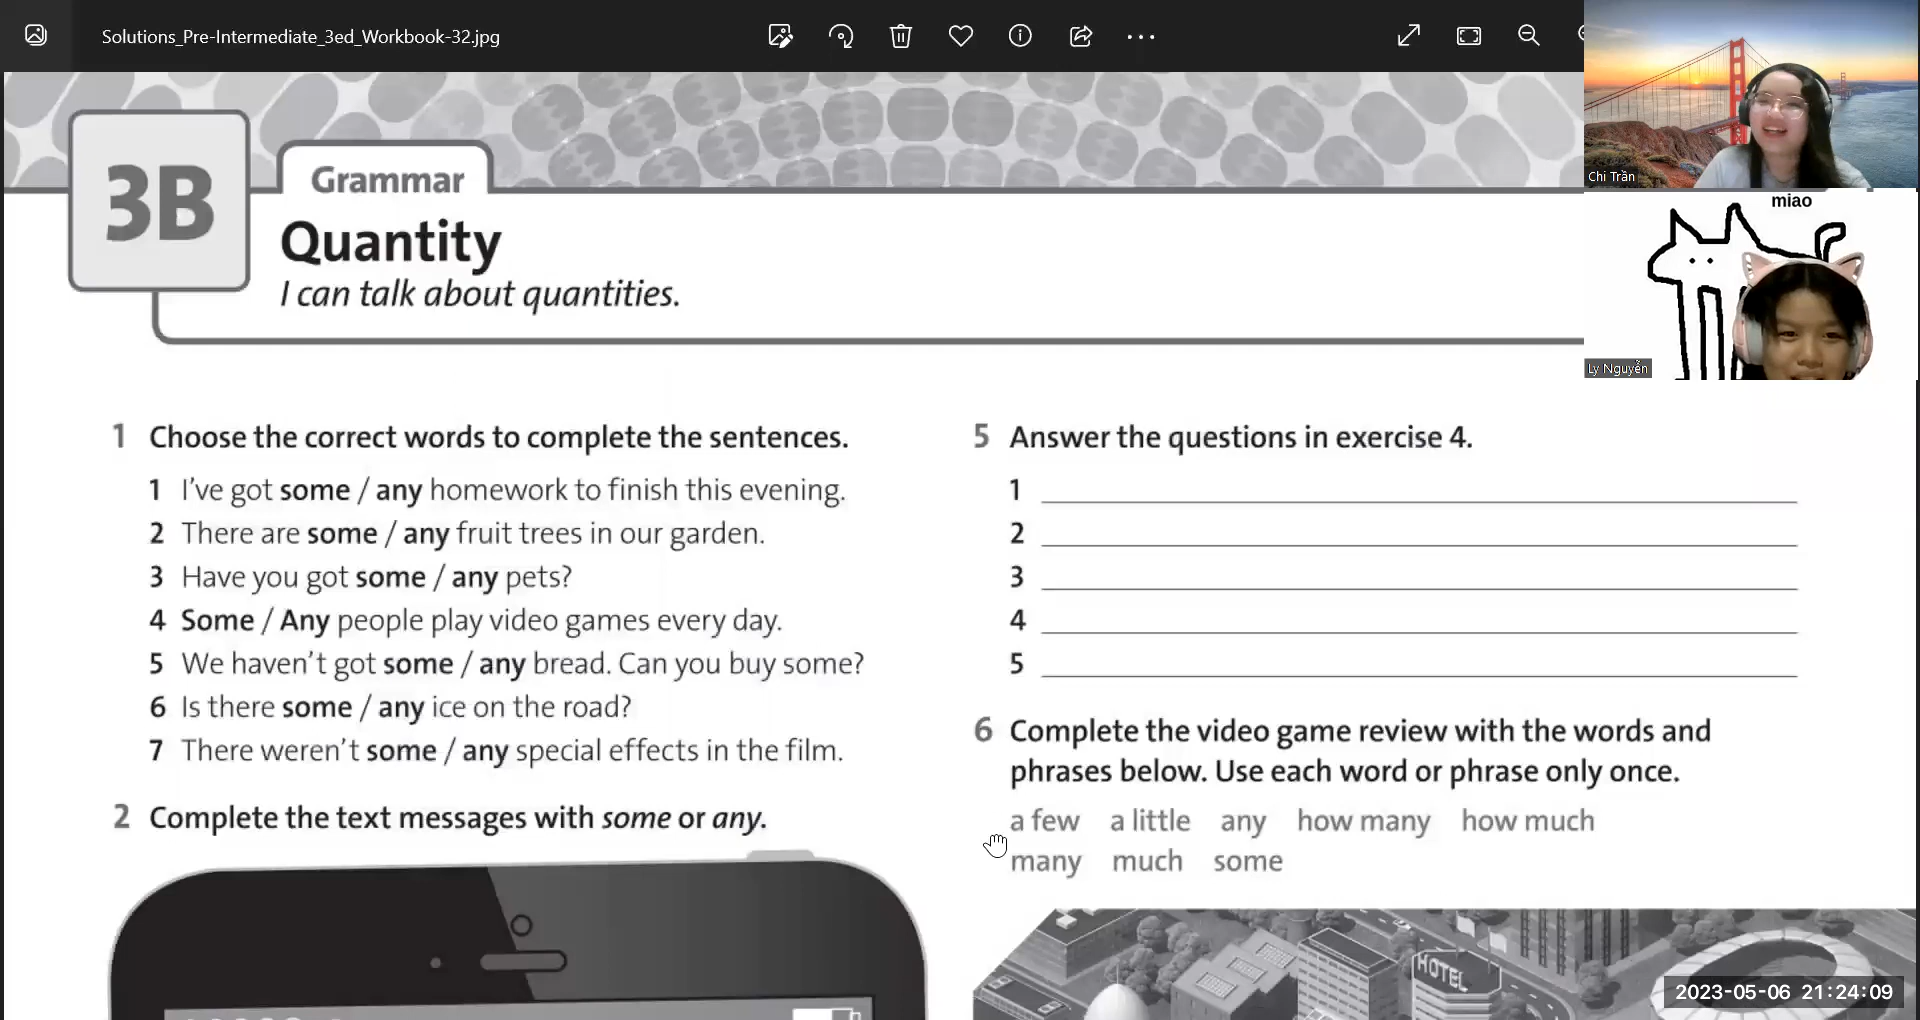 Solutions_Pre-Intermediate_3ed_Workbook-32.jpg
Chi Trần
miao
Ly Nguyễn
3B
Grammar
Quantity
I can talk about quantities.
1 Choose the correct words to complete the sentences.
1 I've got some / any homework to finish this evening.
2 There are some / any fruit trees in our garden.
3 Have you got some / any pets?
4 Some / Any people play video games every day.
5 We haven't got some / any bread. Can you buy some?
6 Is there some / any ice on the road?
7 There weren't some / any special effects in the film.
2 Complete the text messages with some or any.
5 Answer the questions in exercise 4.
1
2
3
4
5
6 Complete the video game review with the words and
phrases below. Use each word or phrase only once.
a few a little any how many how much
many much some
HOTEL
2023-05-06 21:24:09